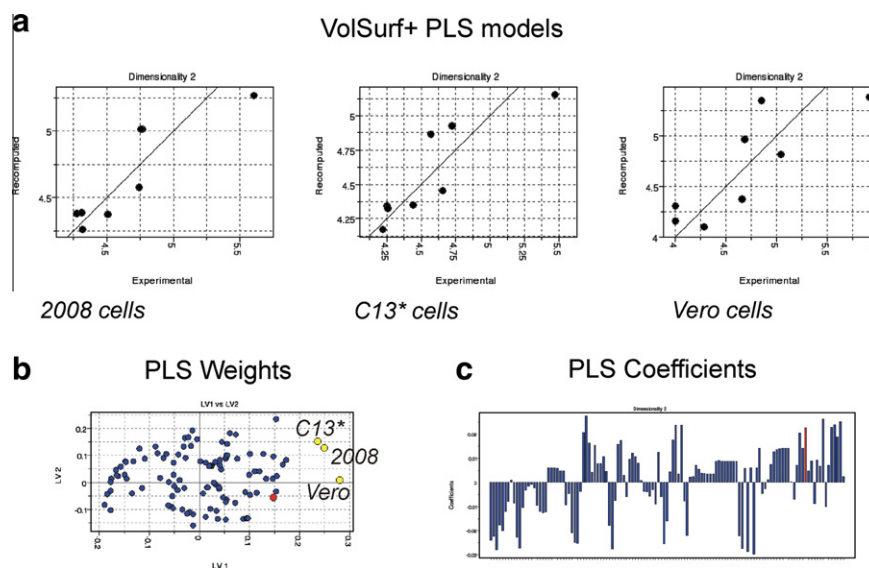 a
VolSurf+ PLS models
Dimensionality 2
Recomputed
5
4.5
4.5
5
5.5
Experimental
2008 cells
Dimensionality 2
Recomputed
5
4.75
4.5
4.25
4.25
4.5
4.75
5
5.25
5.5
Experimental
C13* cells
Dimensionality 2
Recomputed
5
4.5
4
4
4.5
5
5.5
Experimental
Vero cells
b
PLS Weights
LV1 vs LV2
LV 2
0.2
0.1
0
-0.1
-0.2
-0.1
0
0.1
0.2
0.3
LV 1
C13*
2008
Vero
c
PLS Coefficients
Coefficients
0